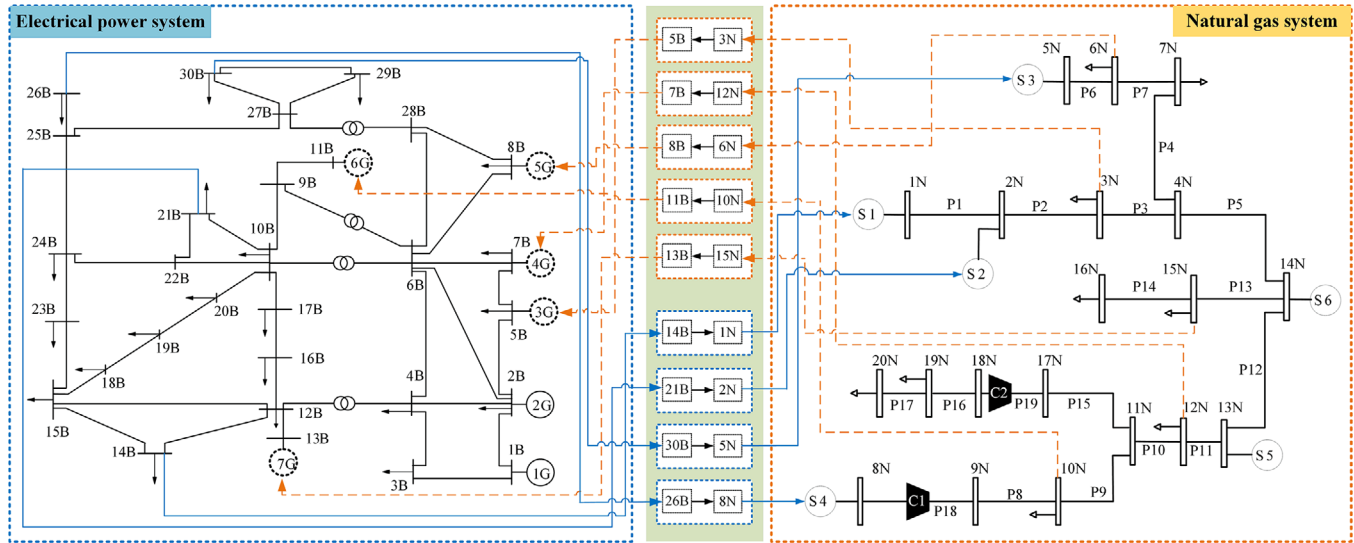 Electrical power system
Natural gas system
30B
29B
26B
27B
25B
28B
8B
5G
11B
6G
9B
21B
10B
24B
22B
7B
4G
6B
20B
17B
23B
5B
3G
19B
16B
18B
4B
2B
2G
15B
12B
14B
13B
7G
3B
1B
1G
5B 3N
7B 12N
8B 6N
11B 10N
13B 15N
14B 1N
21B 2N
30B 5N
26B 8N
5N 6N 7N
S 3
P6 P7
P4
1N 2N 3N 4N
S 1
P1 P2 P3 P5
S 2
16N 15N 14N
P14 P13
S 6
P12
20N 19N 18N 17N
C2
P17 P16 P19 P15
11N 12N 13N
P10 P11
S 5
8N 9N 10N
S 4
C1
P18 P8 P9